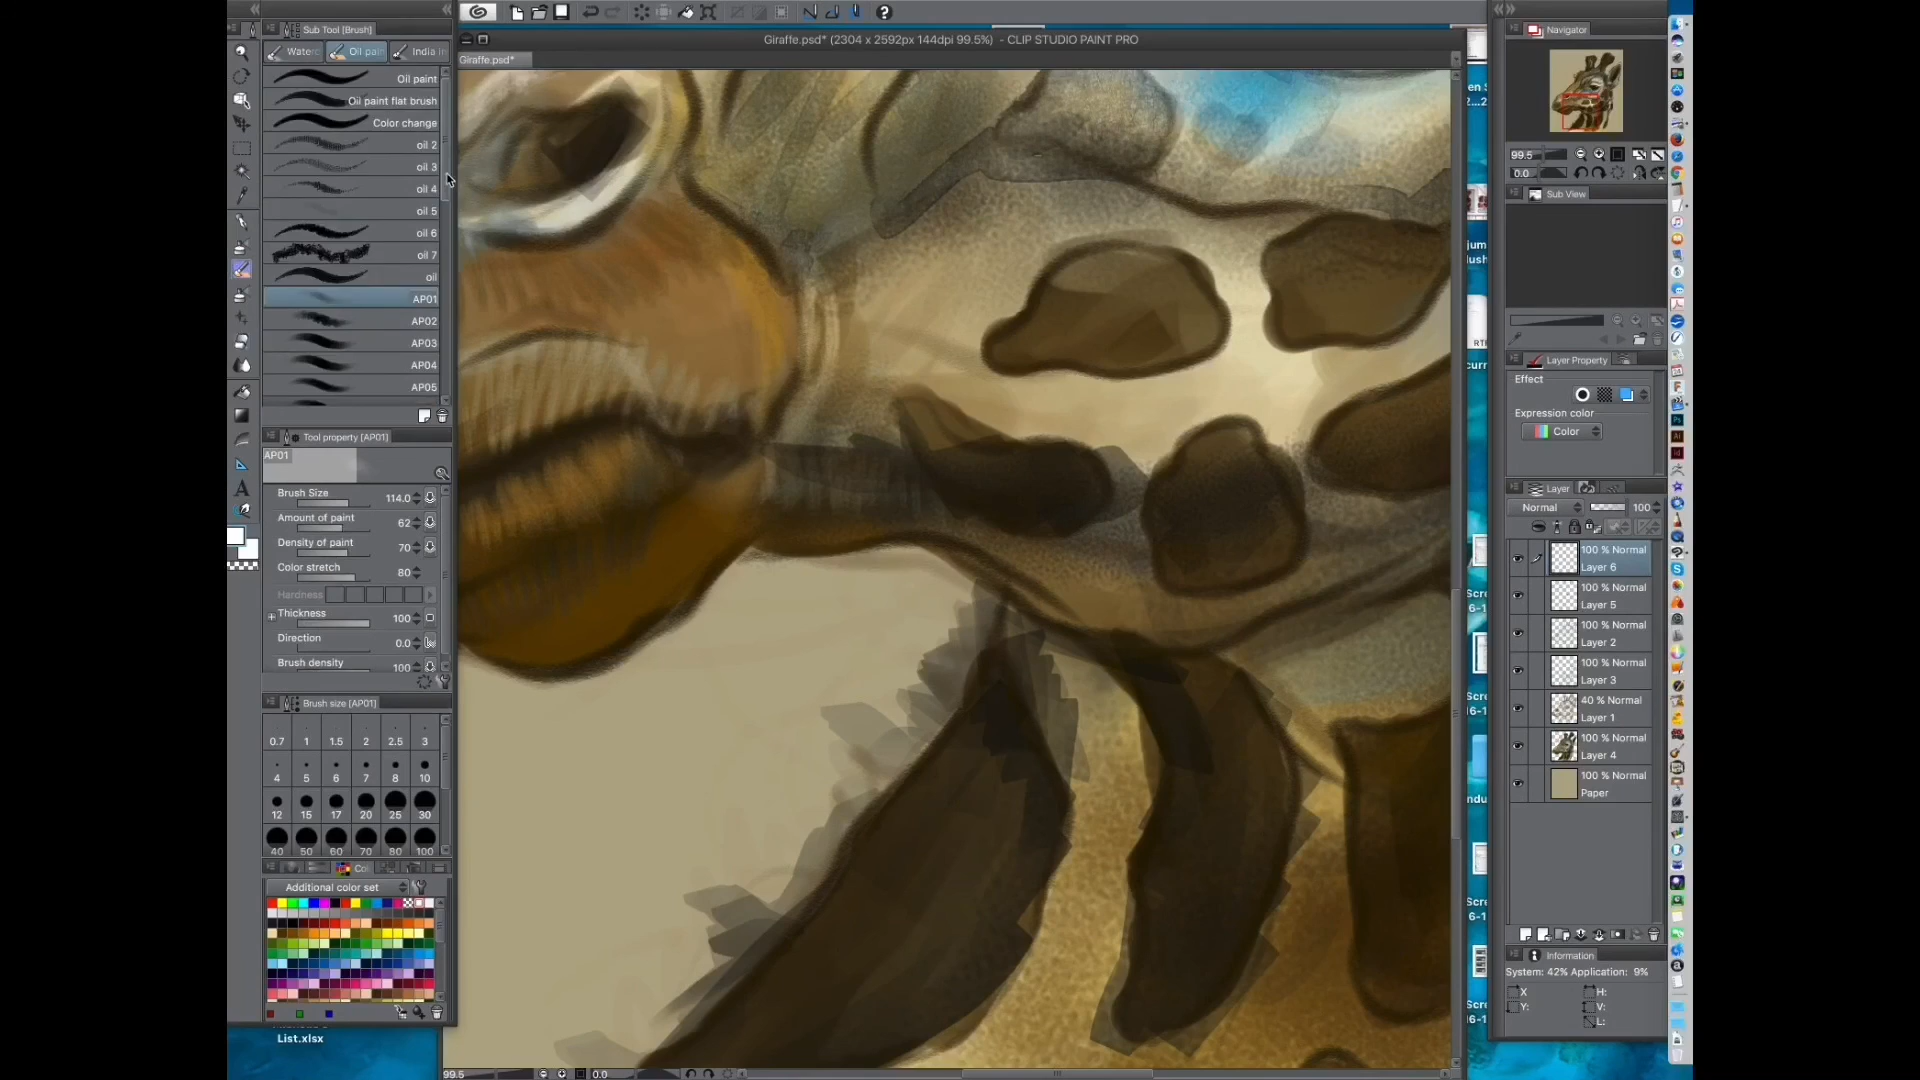 Giraffe.psd* (2304 x 2592px 144dpi 99.5%) - CLIP STUDIO PAINT PRO
Giraffe.psd*
Sub Tool [Brush]
Oil pain
India In
Oil paint
Oil paint flat brush
Color change
oil 2
oil 3
oil 4
oil 5
oil 6
oil 7
oil
AP01
AP02
AP03
AP04
AP05
Tool property [AP01]
AP01
Brush Size 114.0
Amount of paint 62
Density of paint 70
Color stretch 80
Hardness
Thickness 100
Direction 0.0
Brush density 100
Brush size [AP01]
0.7 1 1.5 2 2.5 3
4 5 6 7 8 10
12 15 17 20 25 30
40 50 60 70 80 100
Additional color set
List.xlsx
99.5 0.0
Navigator
99.5
0.0
Sub View
Layer Property
Effect
Expression color
Color
Layer
Normal 100
100 % Normal
Layer 6
100 % Normal
Layer 5
100 % Normal
Layer 2
100 % Normal
Layer 3
40 % Normal
Layer 1
100 % Normal
Layer 4
100 % Normal
Paper
Information
System: 42% Application: 9%
X H:
Y: V:
L: